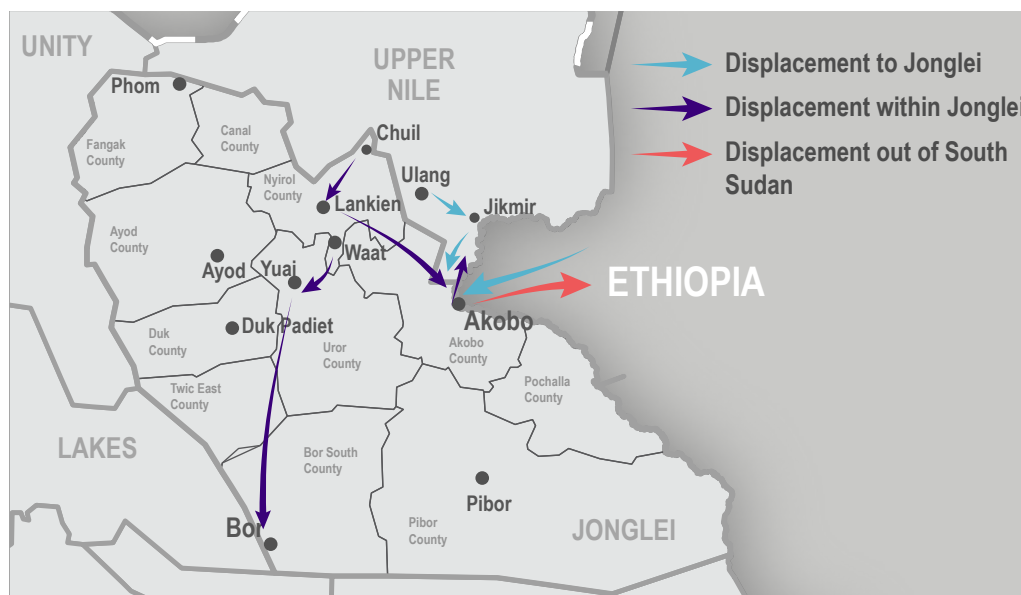 UNITY
UPPER
NILE
Displacement to Jonglei
Displacement within Jonglei
Displacement out of South
Sudan
Phom
Fangak
County
Canal
County
Chuil
Nyirol
County
Lankien
Ulang
Jikmir
Ayod
County
Ayod
Yuai
Waat
ETHIOPIA
Akobo
Duk Padiet
Duk
County
Uror
County
Akobo
County
Twic East
County
Pochalla
County
LAKES
Bor South
County
Pibor
Bor
Pibor
County
JONGLEI